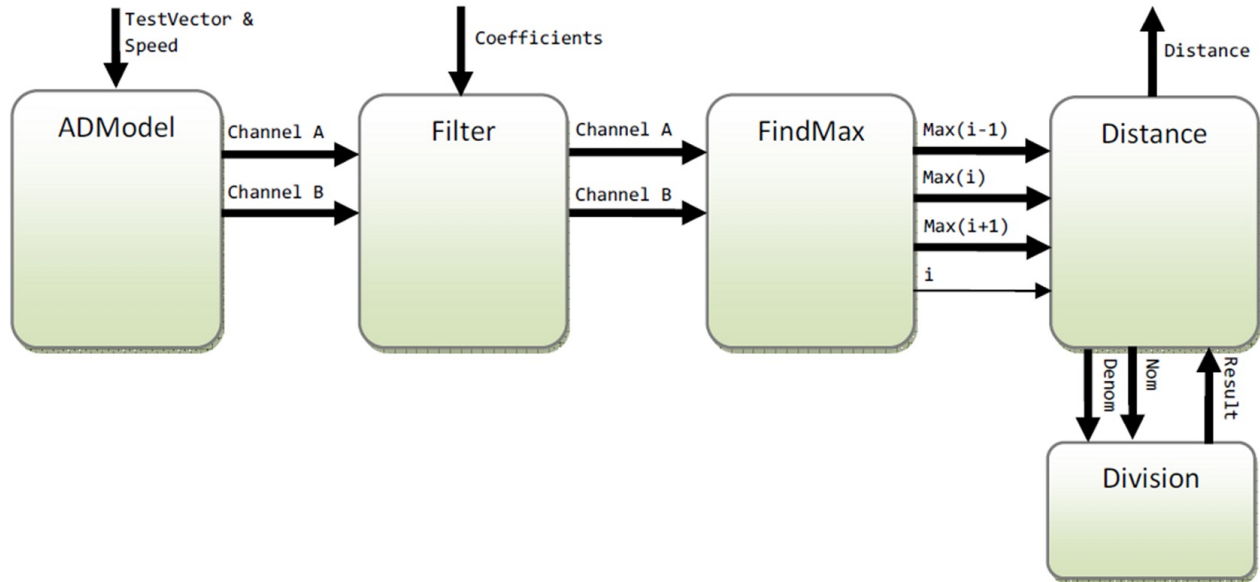 TestVector &
Speed
Coefficients
Distance
ADModel
Filter
FindMax
Distance
Channel A
Channel B
Channel A
Channel B
Max(i-1)
Max(i)
Max(i+1)
i
Denom
Nom
Result
Division